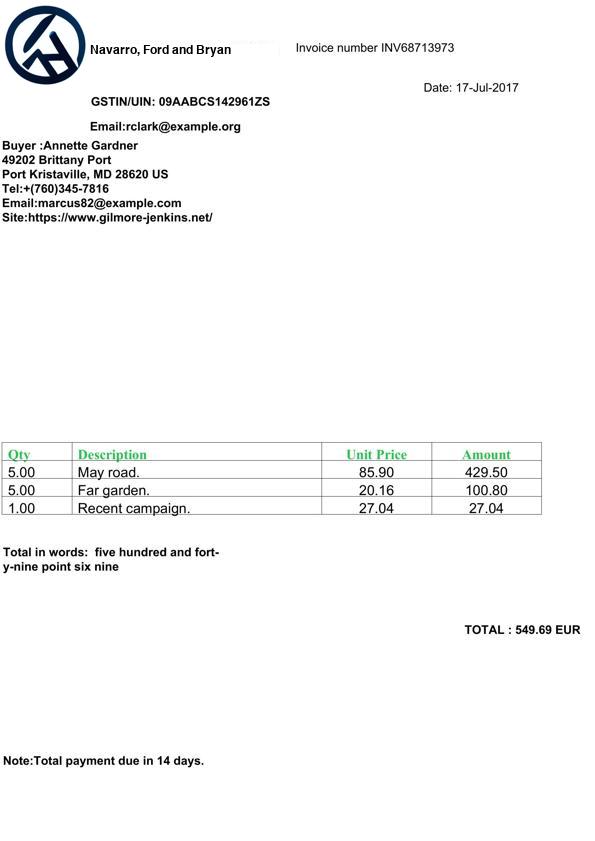 Navarro, Ford and Bryan
Invoice number INV68713973
Date: 17-Jul-2017
GSTIN/UIN: 09AABCS142961ZS
Email:rclark@example.org
Buyer :Annette Gardner
49202 Brittany Port
Port Kristaville, MD 28620 US
Tel:+(760)345-7816
Email:marcus82@example.com
Site:https://www.gilmore-jenkins.net/
Qty Description Unit Price Amount
5.00 May road. 85.90 429.50
5.00 Far garden. 20.16 100.80
1.00 Recent campaign. 27.04 27.04
Total in words: five hundred and fort-
y-nine point six nine
TOTAL : 549.69 EUR
Note:Total payment due in 14 days.